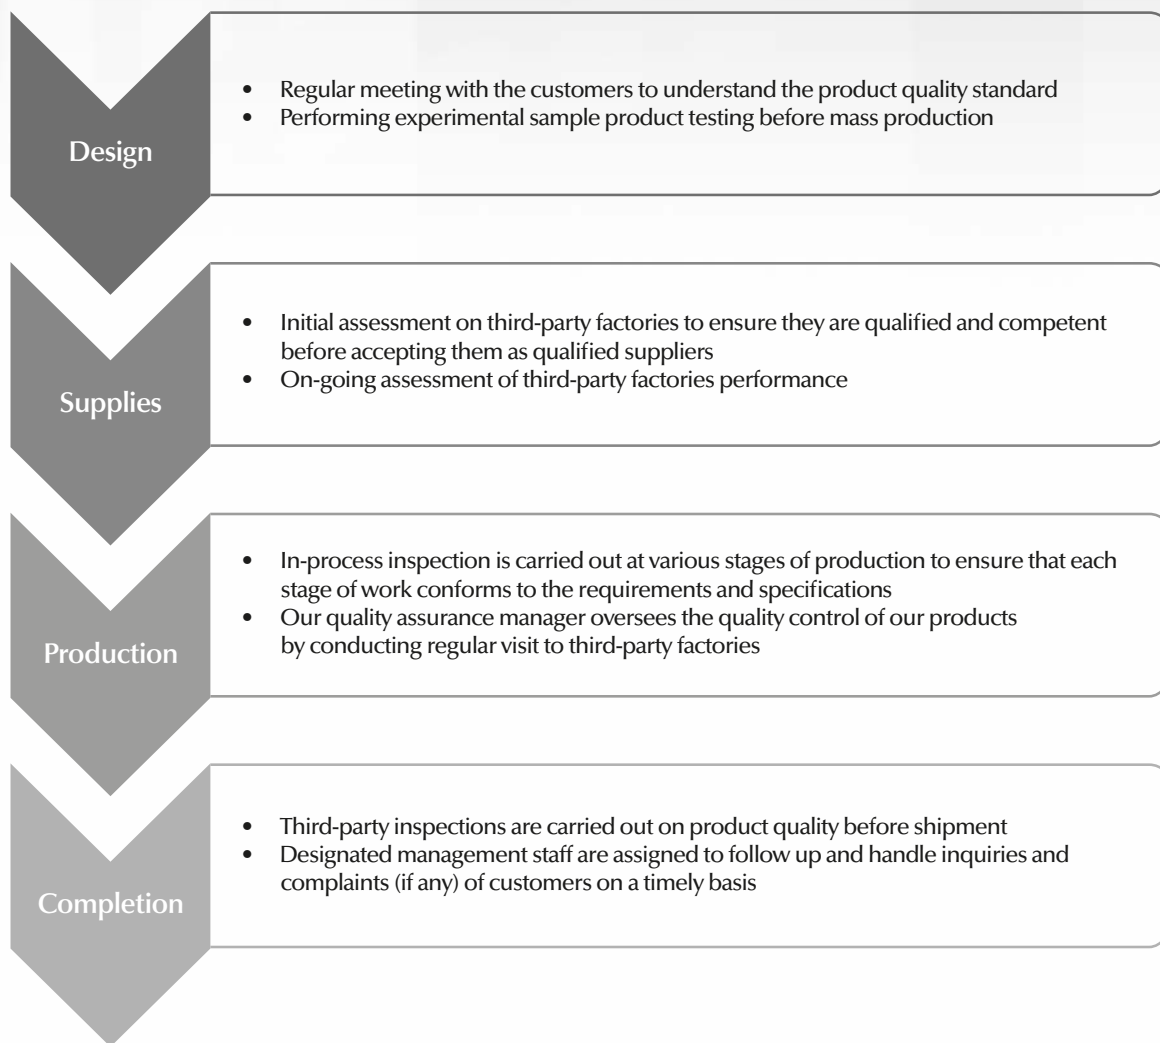 Design
• Regular meeting with the customers to understand the product quality standard
• Performing experimental sample product testing before mass production
Supplies
• Initial assessment on third-party factories to ensure they are qualified and competent
before accepting them as qualified suppliers
• On-going assessment of third-party factories performance
Production
• In-process inspection is carried out at various stages of production to ensure that each
stage of work conforms to the requirements and specifications
• Our quality assurance manager oversees the quality control of our products
by conducting regular visit to third-party factories
Completion
• Third-party inspections are carried out on product quality before shipment
• Designated management staff are assigned to follow up and handle inquiries and
complaints (if any) of customers on a timely basis